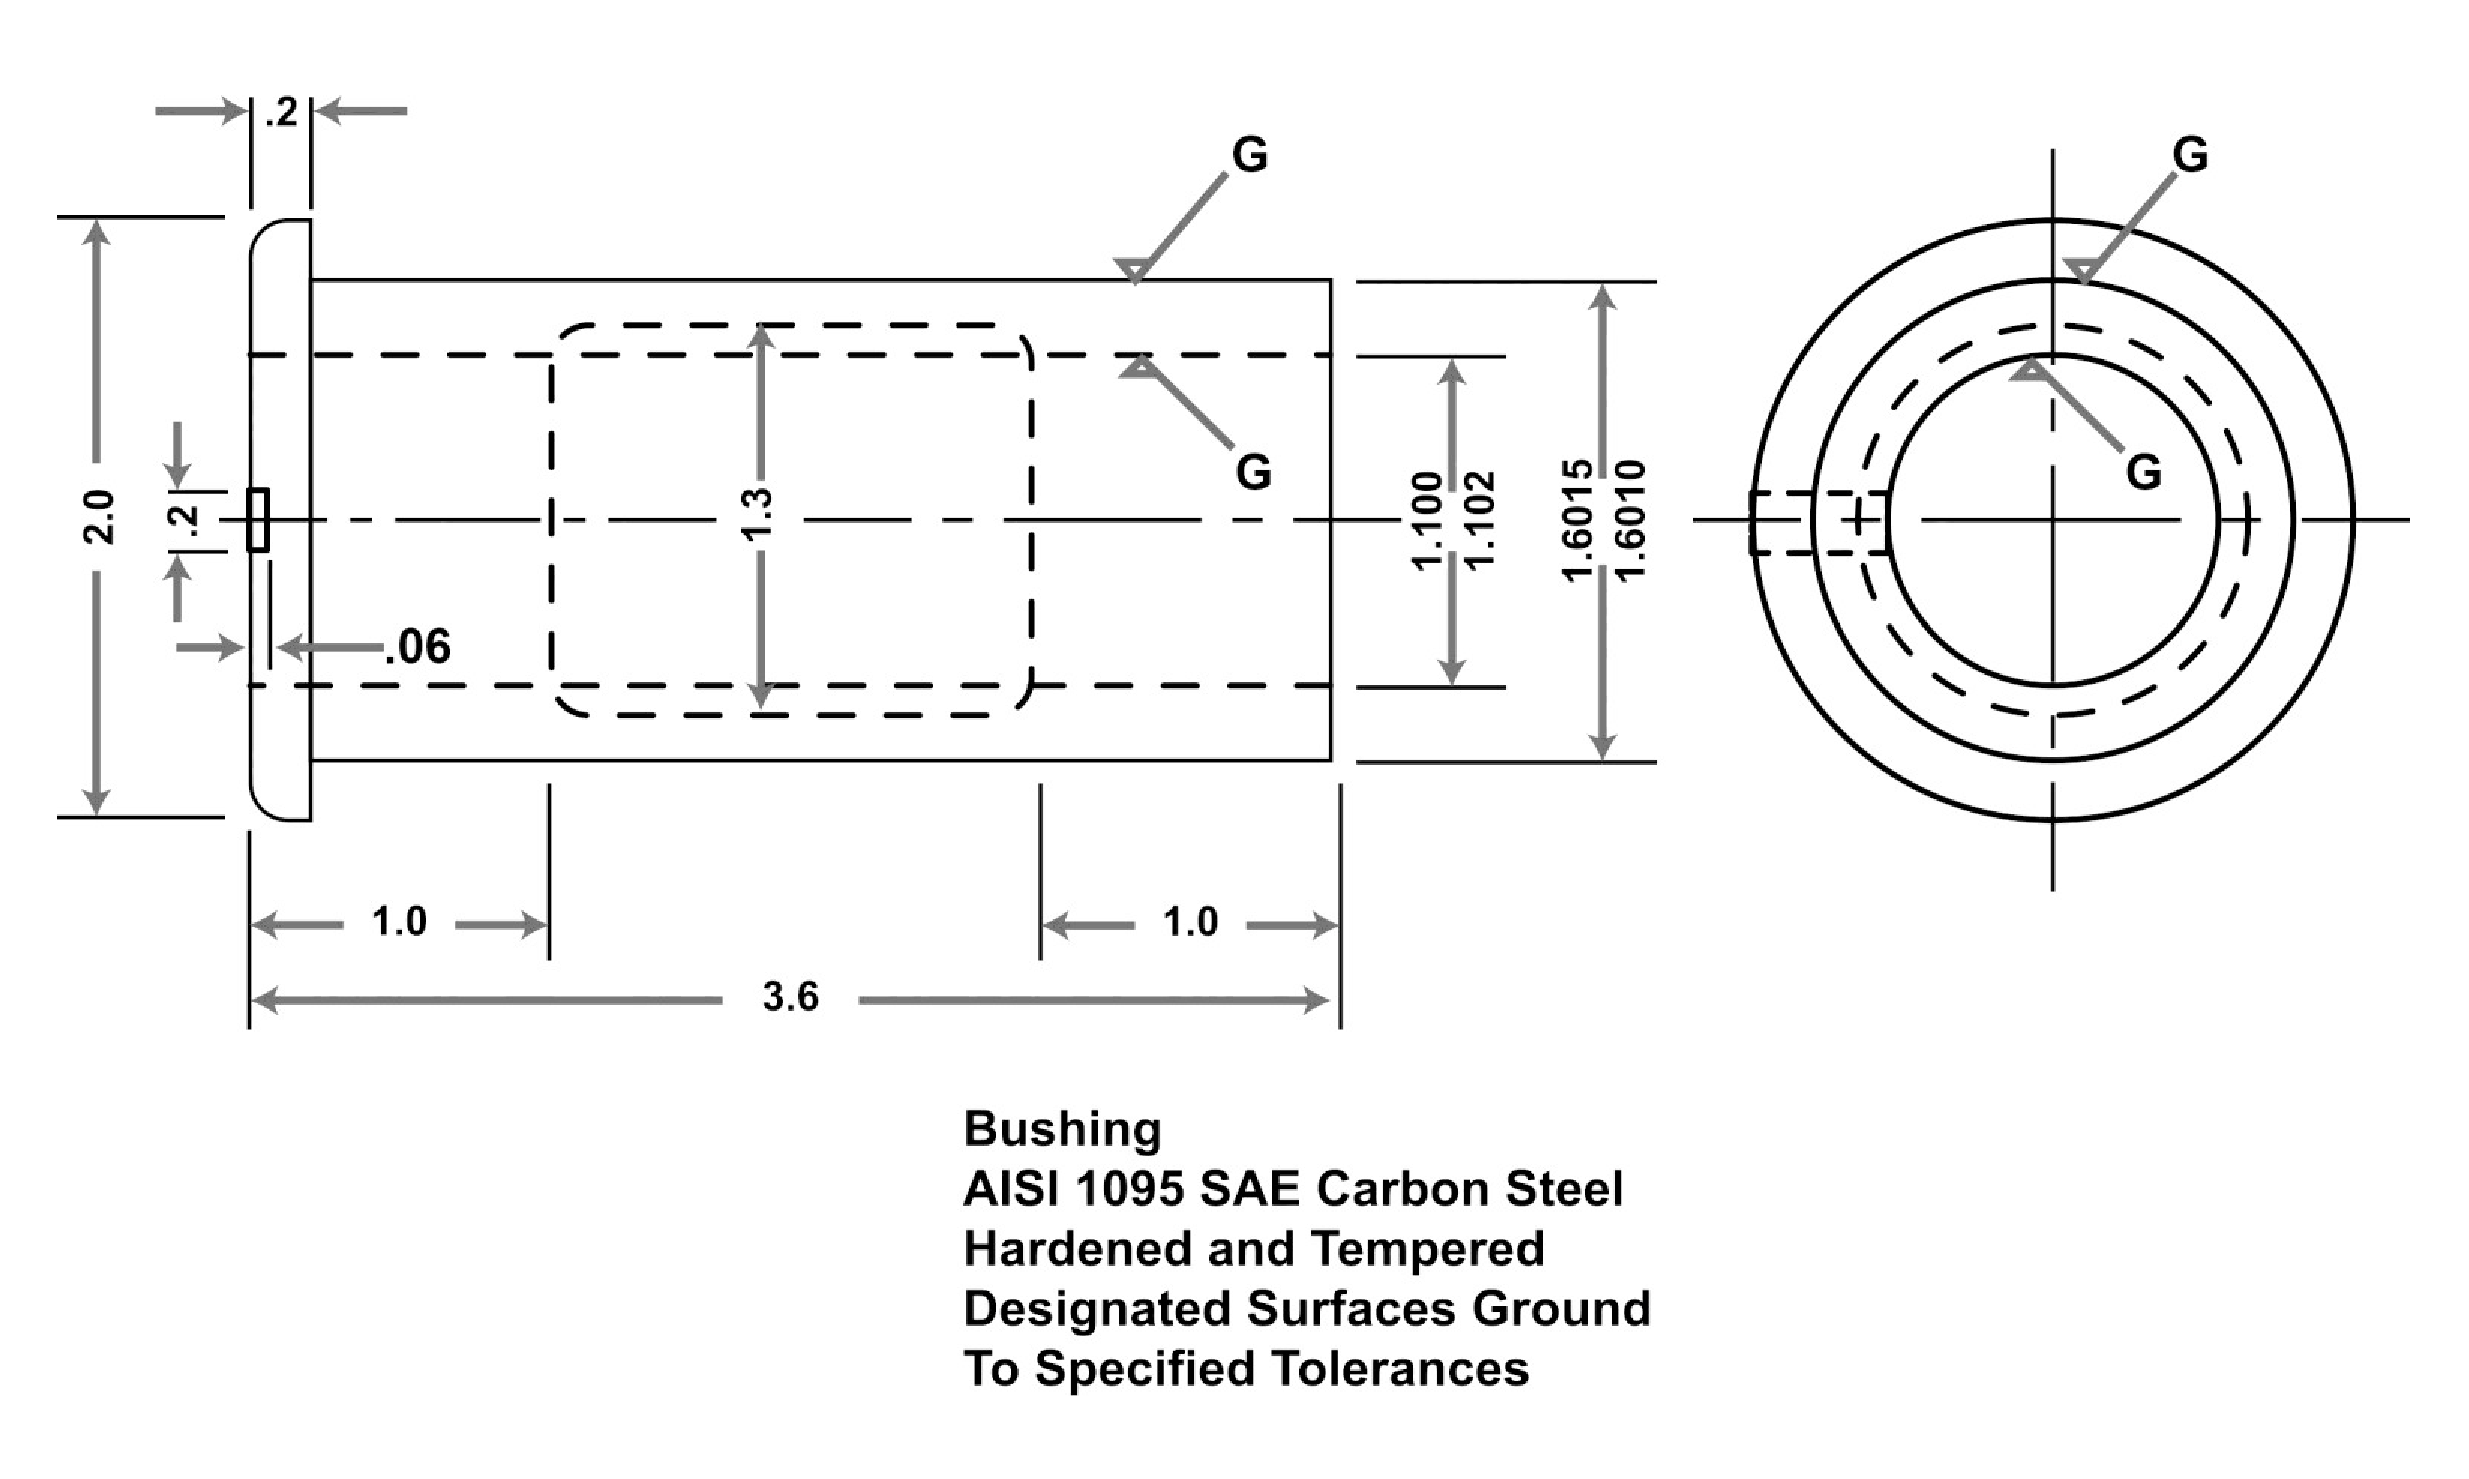 .2
G
G
2.0
.2
.06
1.3
G
G
1.100
1.102
1.6015
1.6010
1.0
1.0
3.6
Bushing
AISI 1095 SAE Carbon Steel
Hardened and Tempered
Designated Surfaces Ground
To Specified Tolerances